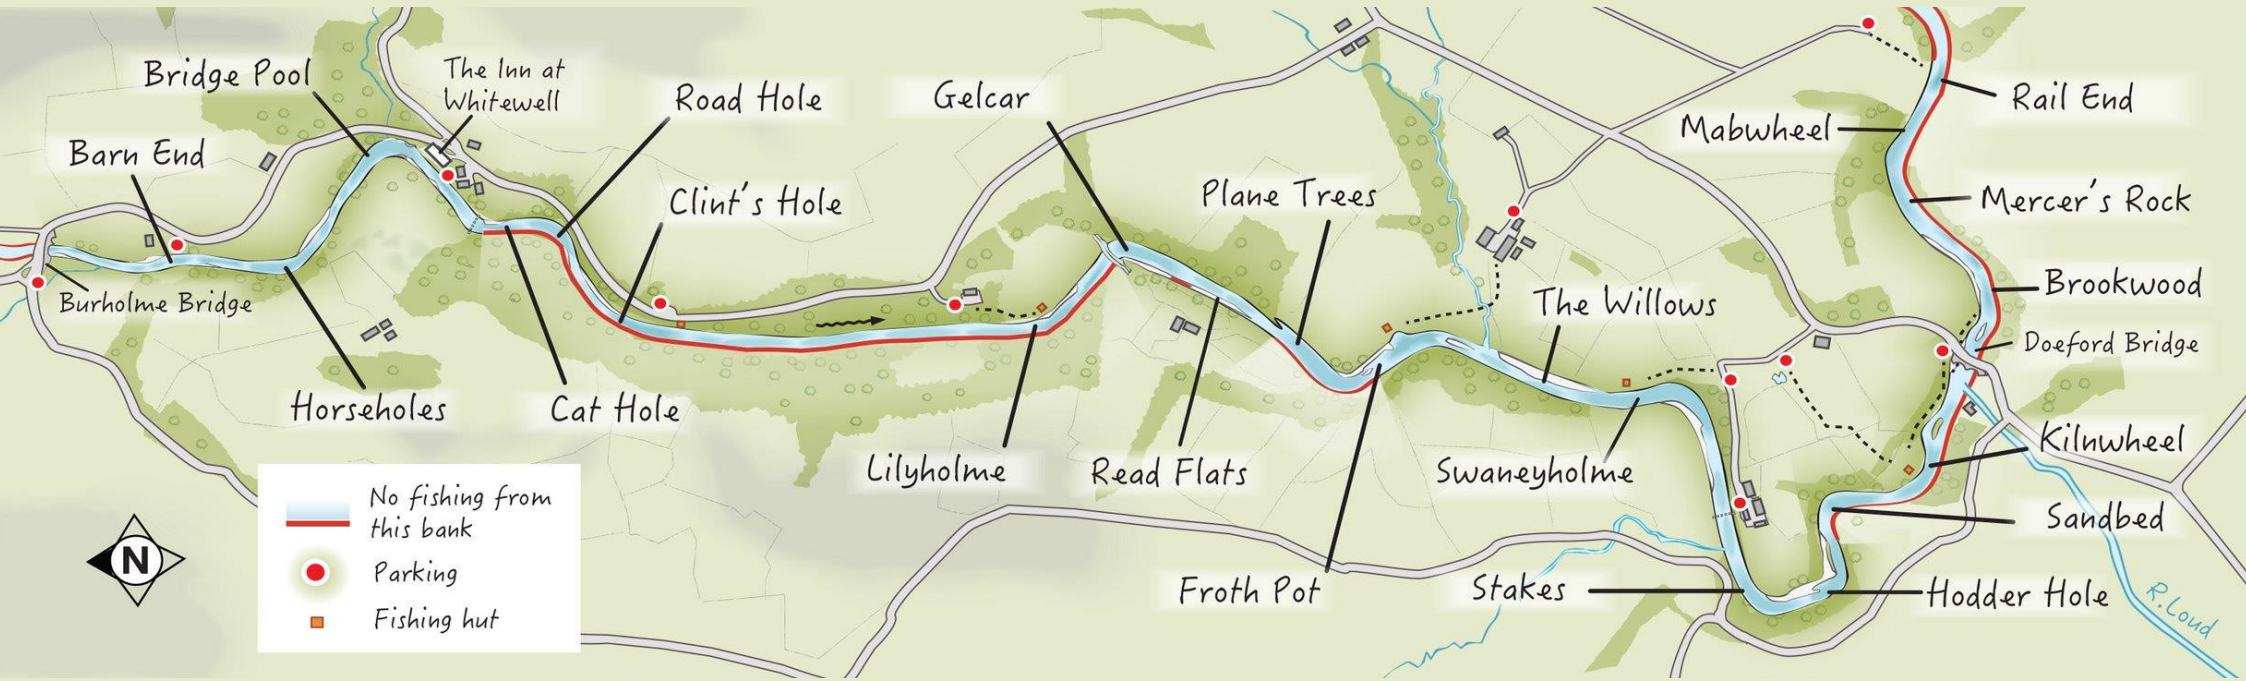 Bridge Pool
The Inn at
Whitewell
Barn End
Road Hole
Clint's Hole
Gelcar
Plane Trees
Mabwheel
Rail End
Mercer's Rock
Brookwood
Doeford Bridge
The Willows
Burholme Bridge
Horseholes
Cat Hole
Lilyholme
Read Flats
Swaneyholme
Kilnwheel
Sandbed
Froth Pot
Stakes
Hodder Hole
R. Loud
N
No fishing from
this bank
Parking
Fishing hut